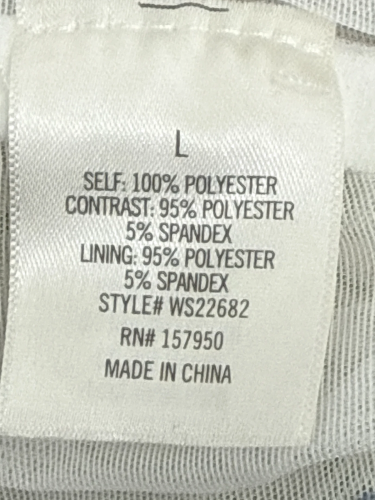 L
SELF: 100% POLYESTER
CONTRAST: 95% POLYESTER
5% SPANDEX
LINING: 95% POLYESTER
5% SPANDEX
STYLE# WS22682
RN# 157950
MADE IN CHINA